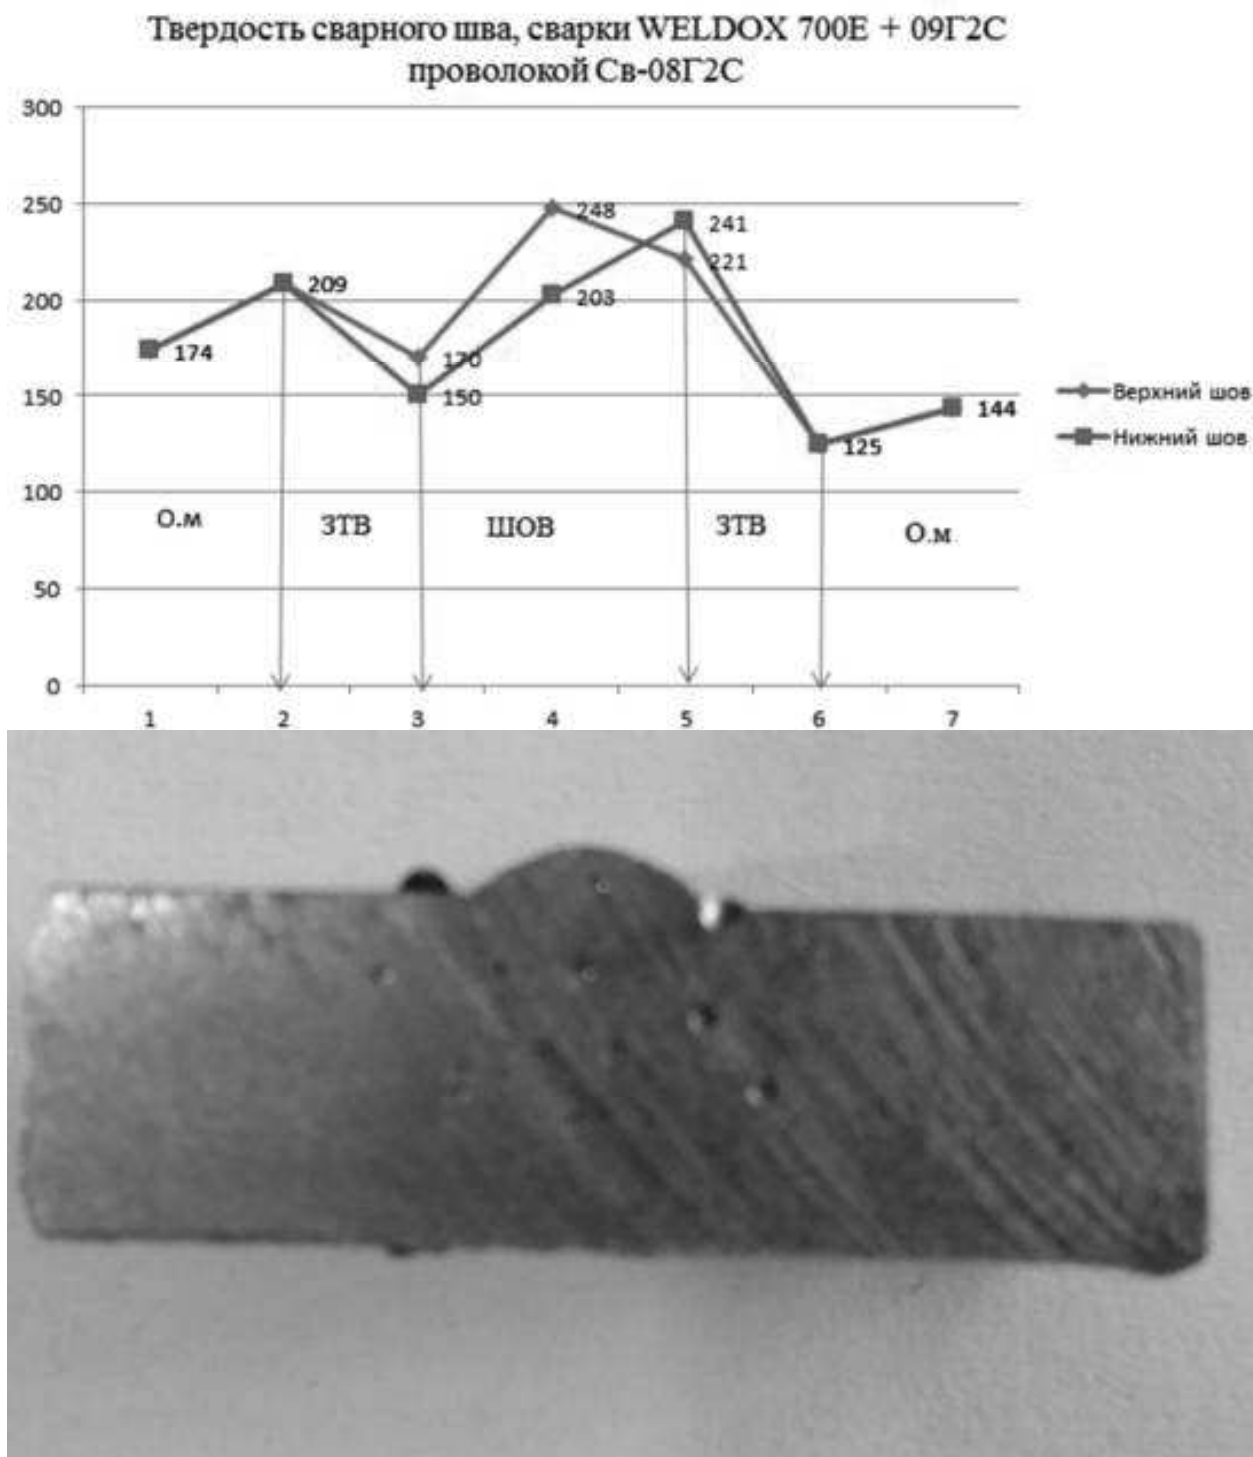 Твердость сварного шва, сварки WELDOX 700E + 09Г2С
проволокой Св-08Г2С
300
250
248
241
221
209
200
203
174
170
150
150
144
125
Верхний шов
Нижний шов
100
О.м
ЗТВ
ШОВ
ЗТВ
О.м
50
0
1 2 3 4 5 6 7